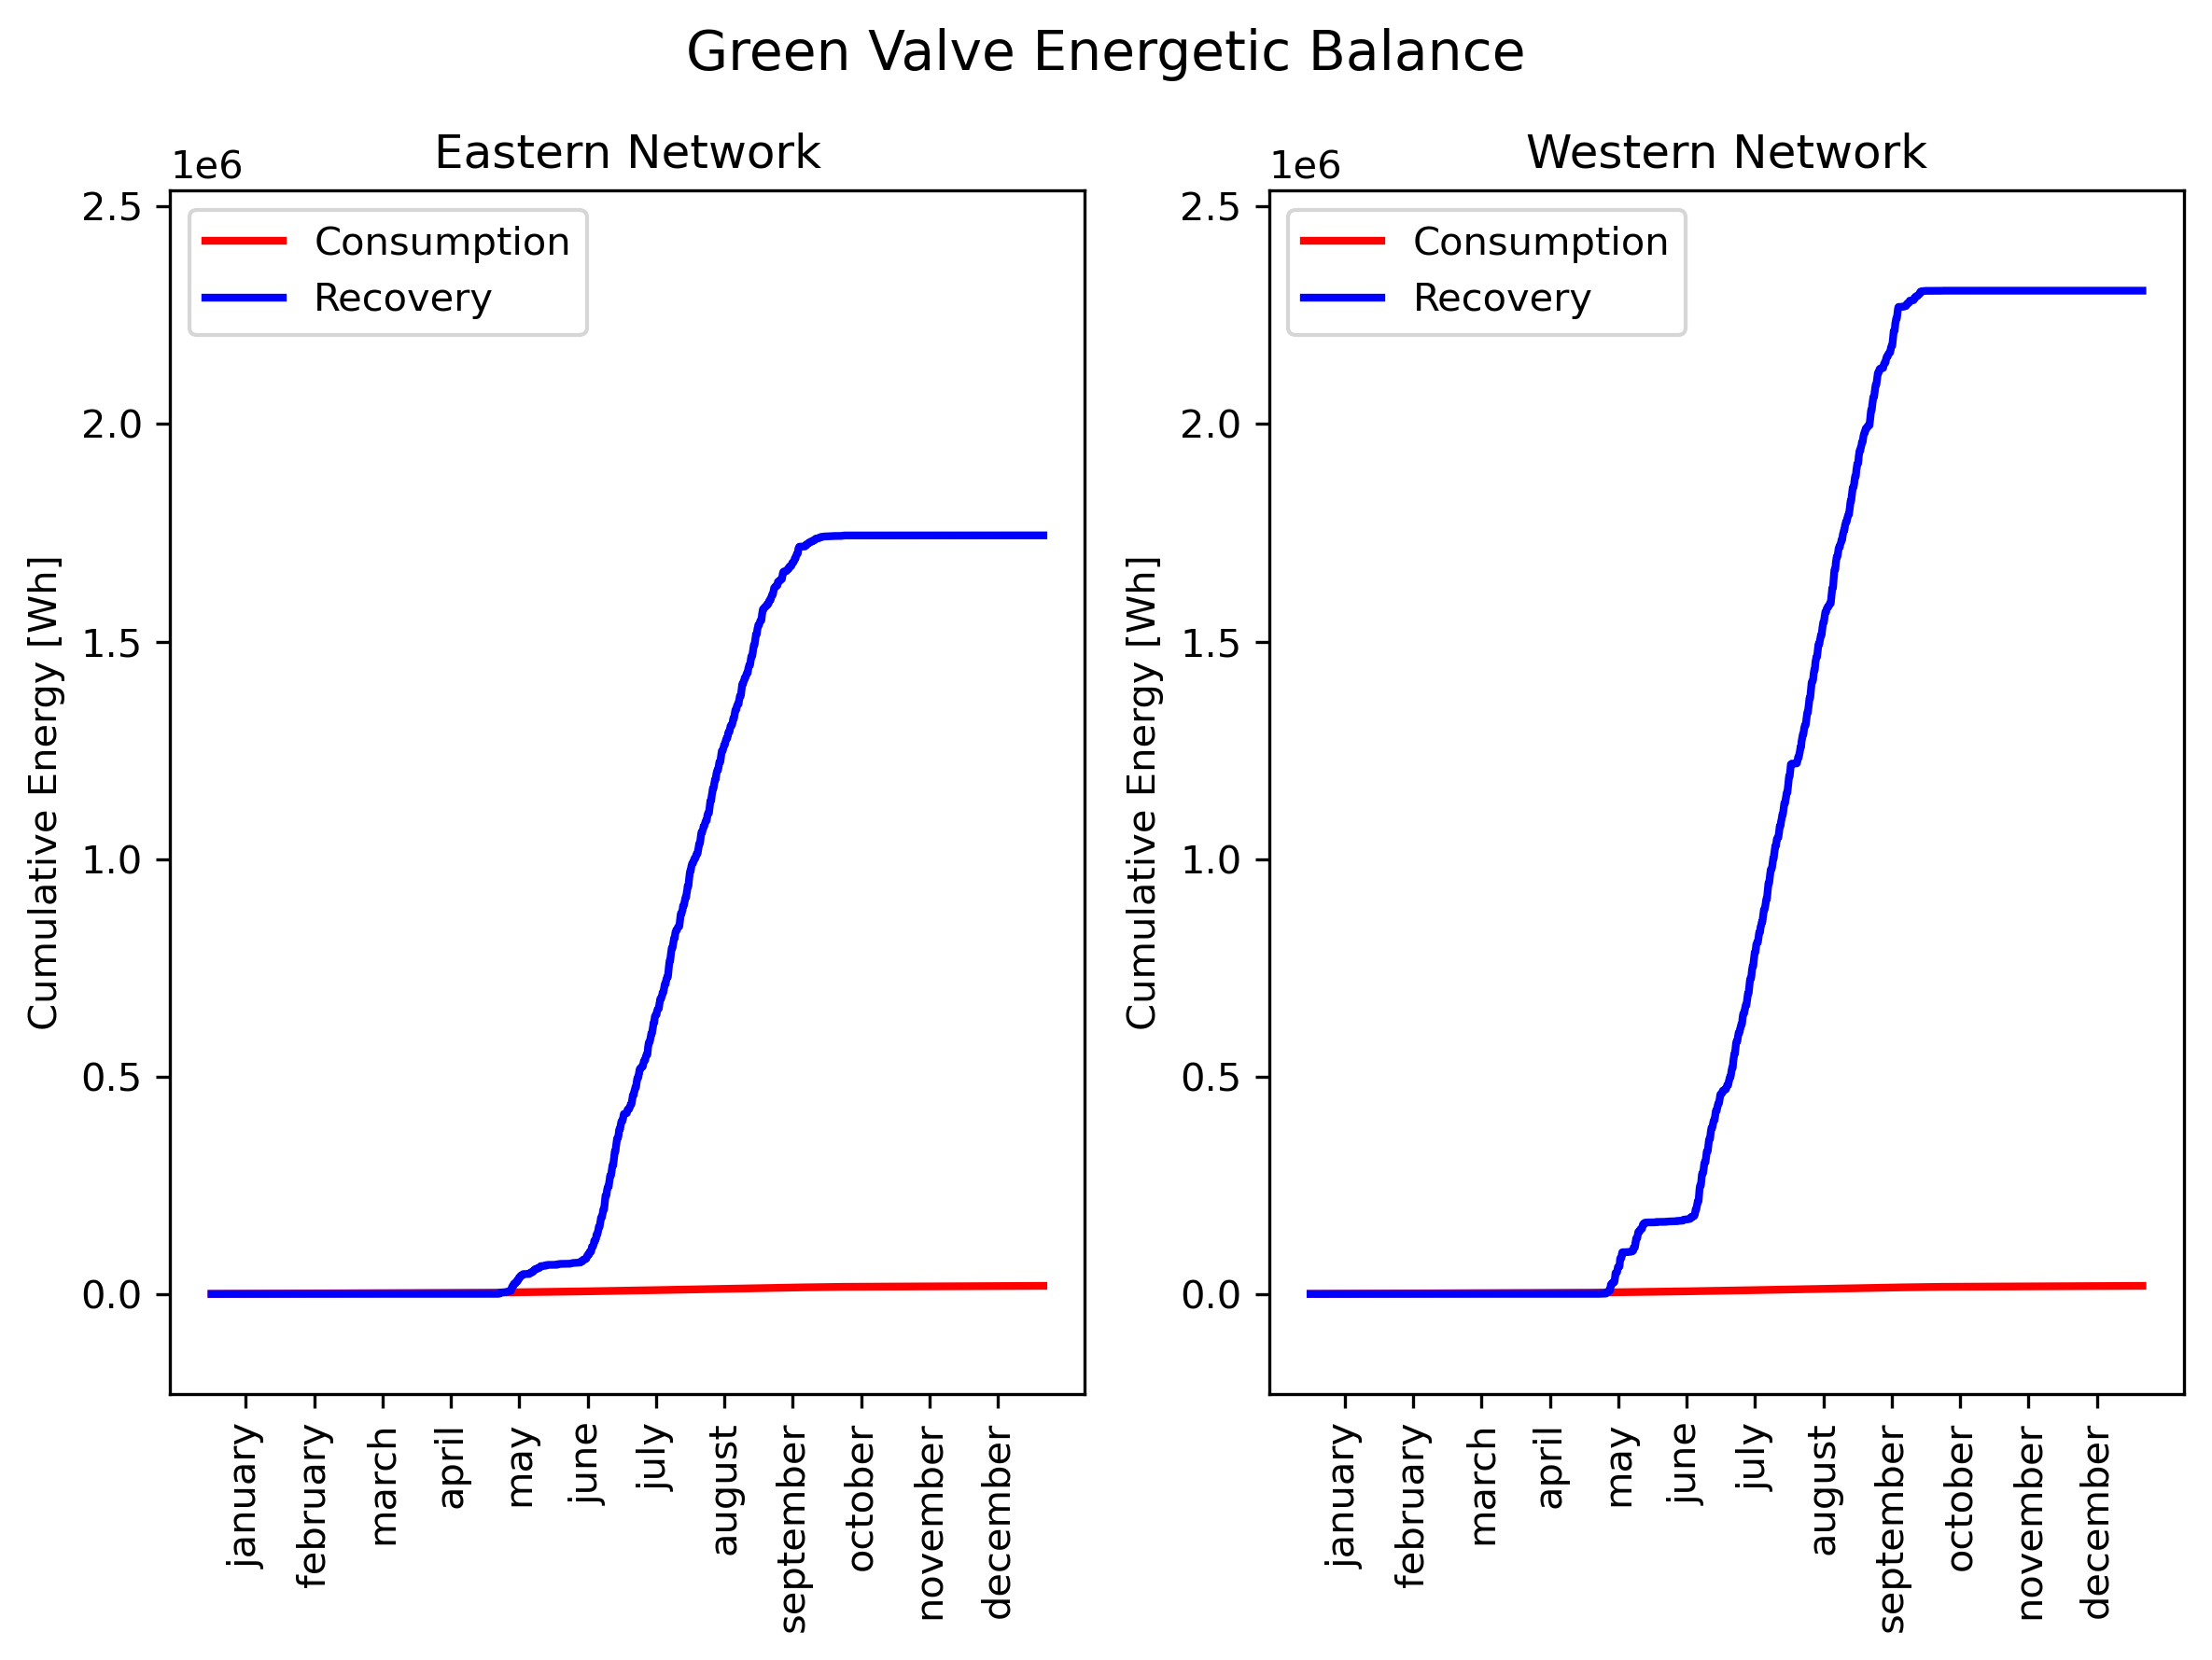 Green Valve Energetic Balance
Eastern Network
1e6
Consumption
Recovery
Cumulative Energy [Wh]
2.5
2.0
1.5
1.0
0.5
0.0
january
february
march
april
may
june
july
august
september
october
november
december
Western Network
1e6
Consumption
Recovery
Cumulative Energy [Wh]
2.5
2.0
1.5
1.0
0.5
0.0
january
february
march
april
may
june
july
august
september
october
november
december